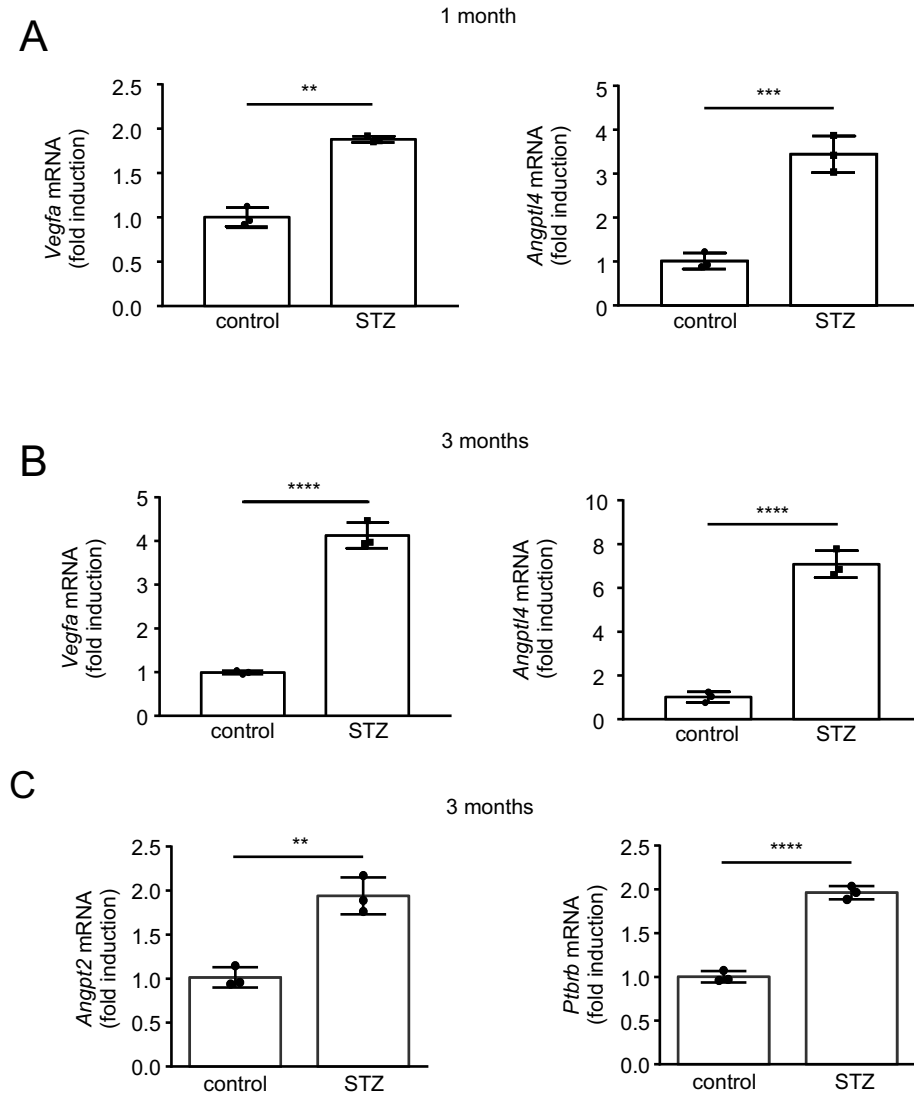 1 month
A
Vegfa mRNA
(fold induction)
2.5
2.0
1.5
1.0
0.5
0.0
**
control STZ
Angptl4 mRNA
(fold induction)
5
4
3
2
1
0
***
control STZ
3 months
B
Vegfa mRNA
(fold induction)
5
4
3
2
1
0
****
control STZ
Angptl4 mRNA
(fold induction)
10
8
6
4
2
0
****
control STZ
C
3 months
Angpt2 mRNA
(fold induction)
2.5
2.0
1.5
1.0
0.5
0.0
**
control STZ
Ptbrb mRNA
(fold induction)
2.5
2.0
1.5
1.0
0.5
0.0
****
control STZ